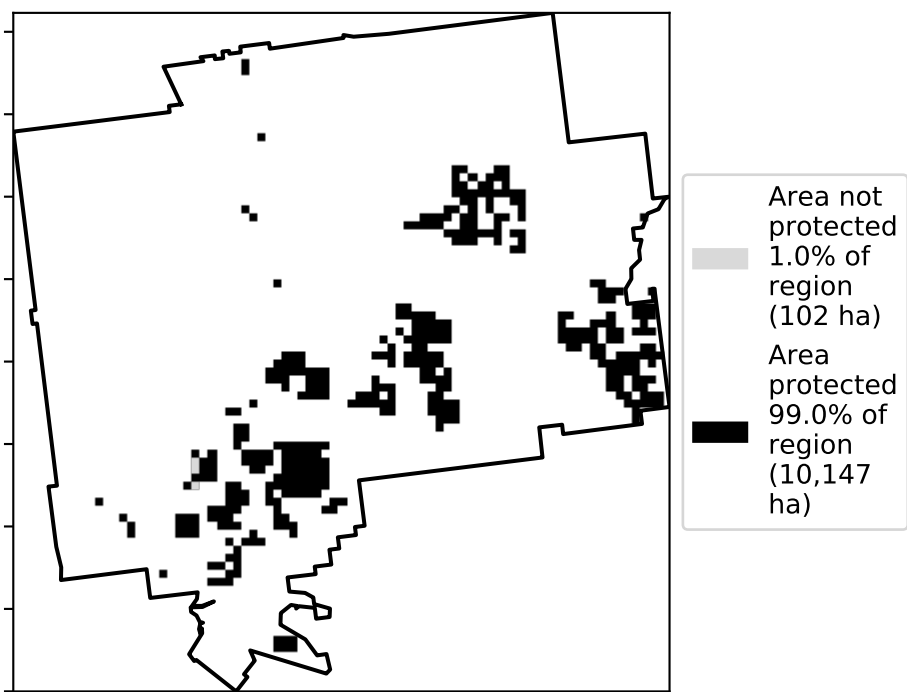 Area not
protected
1.0% of
region
(102 ha)
Area
protected
99.0% of
region
(10,147
ha)